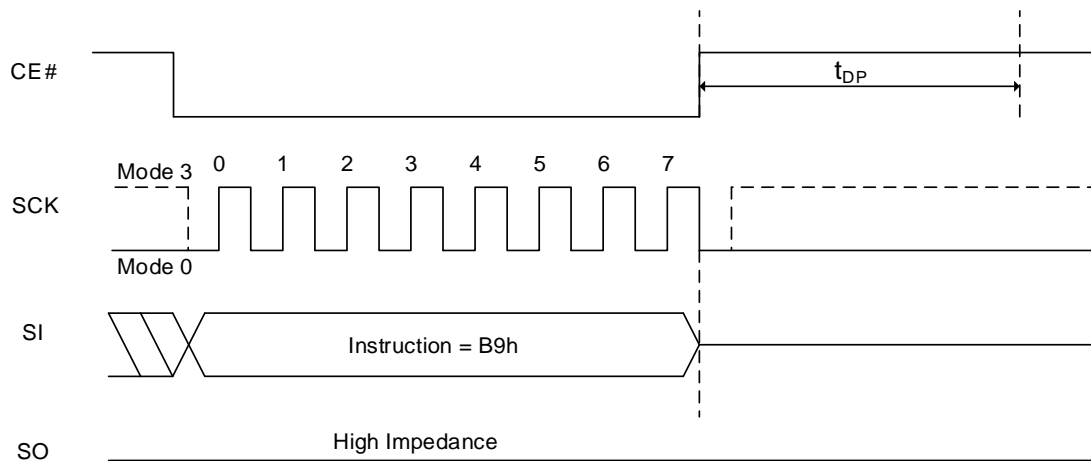 CE#
tDP
Mode 3
0 1 2 3 4 5 6 7
SCK
Mode 0
SI
Instruction = B9h
High Impedance
SO